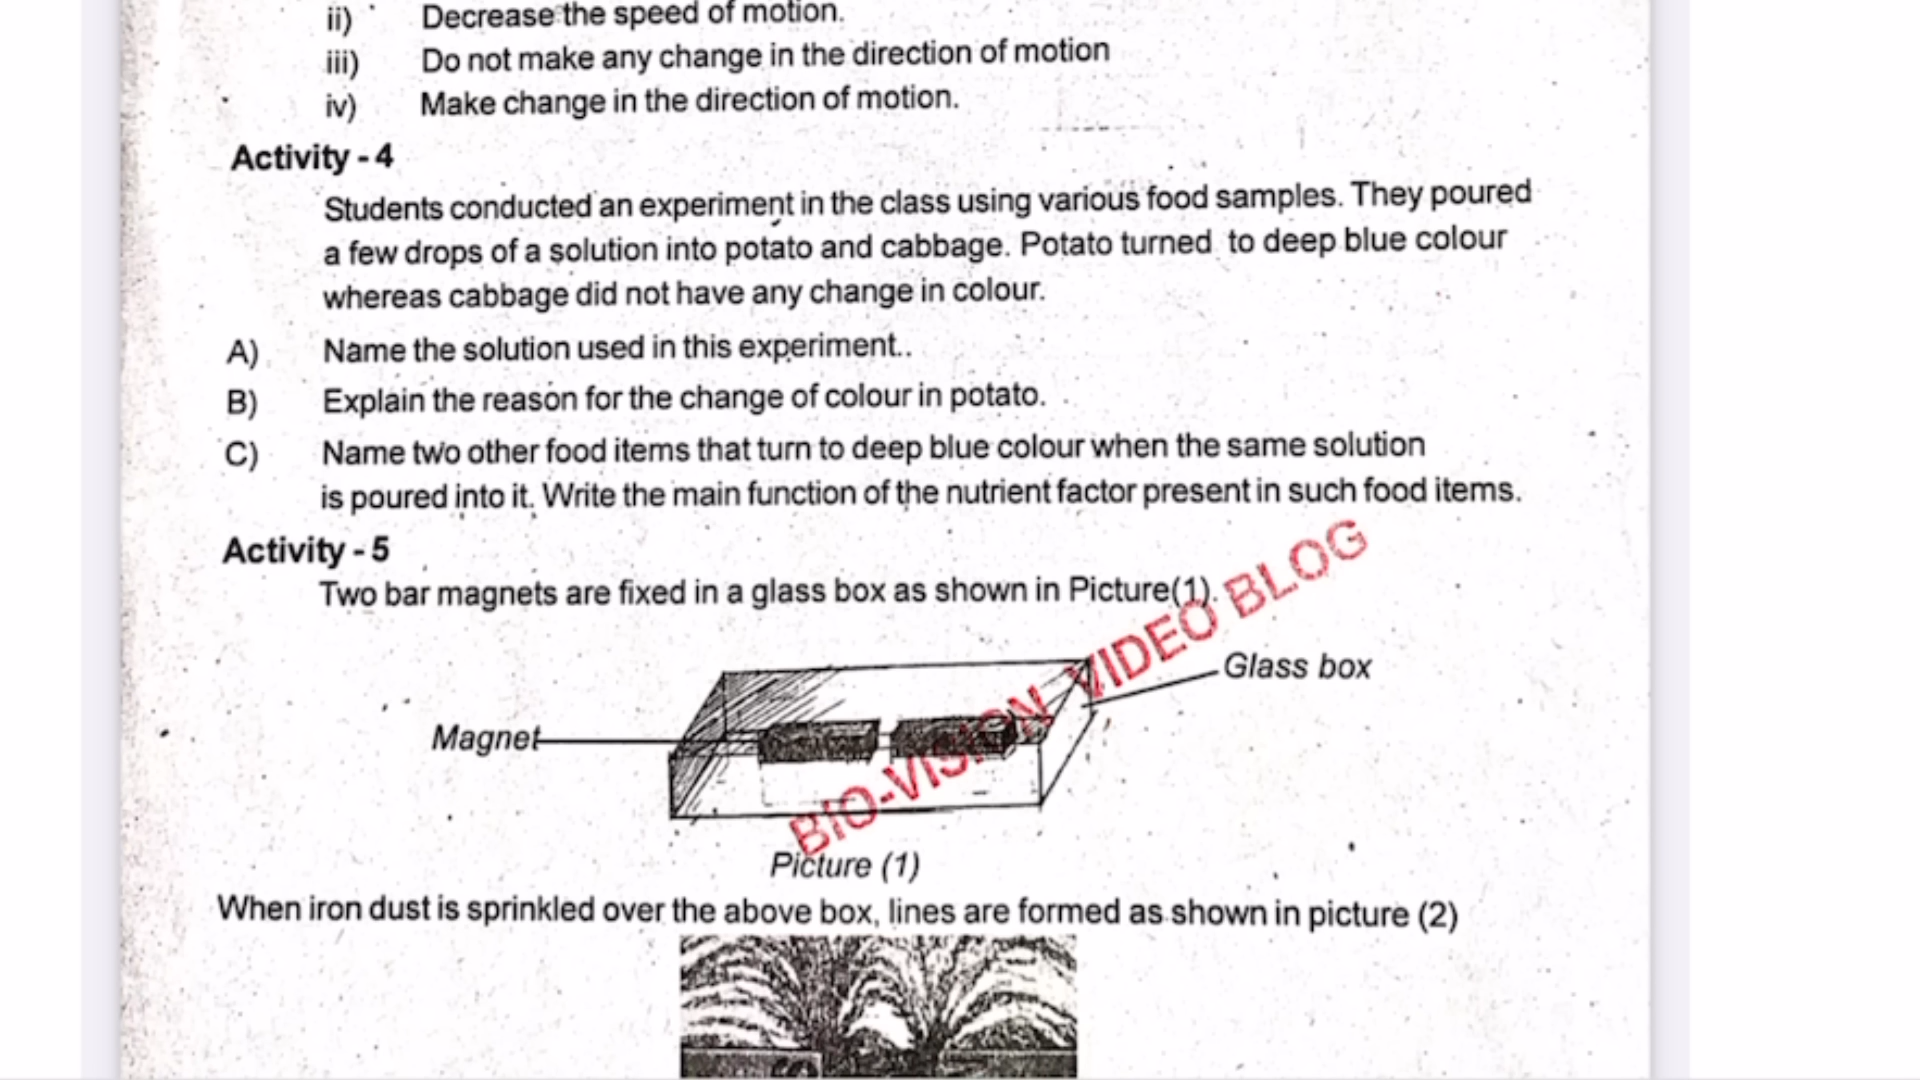 ii) Decrease the speed of motion.
iii) Do not make any change in the direction of motion
iv) Make change in the direction of motion.
Activity - 4
Students conducted an experiment in the class using various food samples. They poured
a few drops of a solution into potato and cabbage. Potato turned to deep blue colour
whereas cabbage did not have any change in colour.
A) Name the solution used in this experiment..
B) Explain the reason for the change of colour in potato.
C) Name two other food items that turn to deep blue colour when the same solution
is poured into it. Write the main function of the nutrient factor present in such food items.
Activity - 5
Two bar magnets are fixed in a glass box as shown in Picture(1).
BIO-VISION VIDEO BLOG
Glass box
Magnet
Picture (1)
When iron dust is sprinkled over the above box, lines are formed as shown in picture (2)